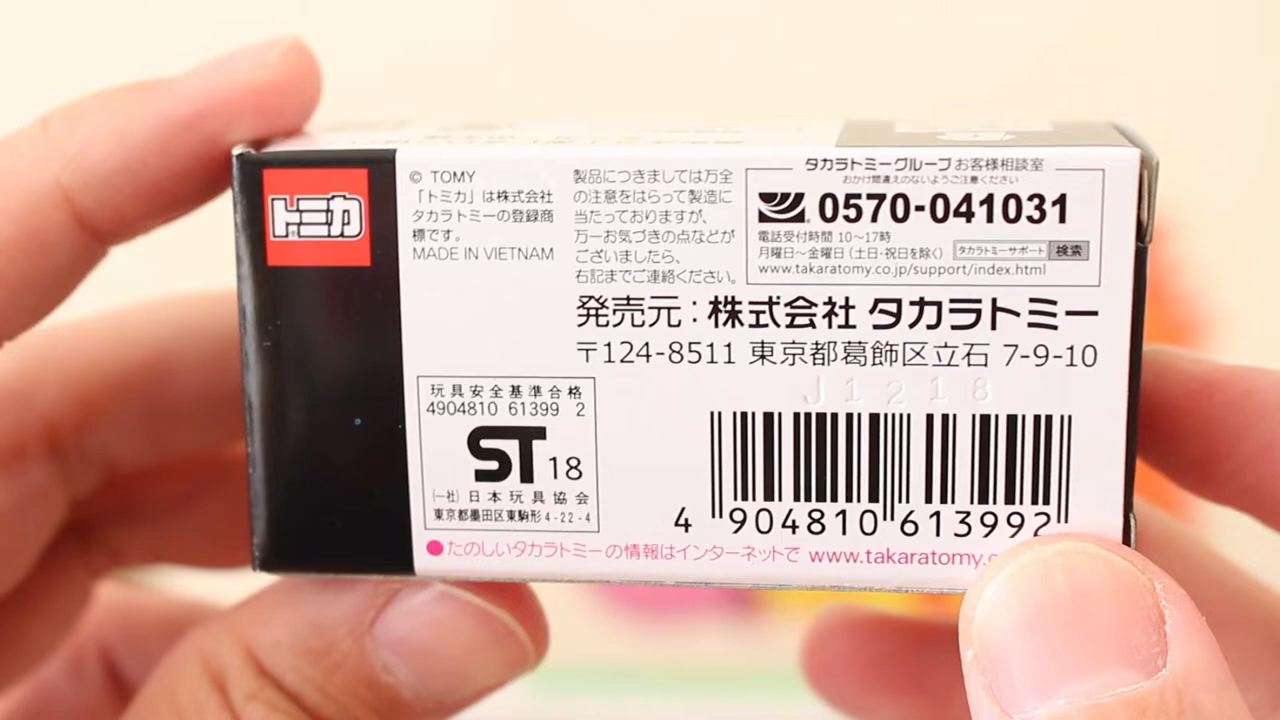 トミカ
© TOMY
「トミカ」は株式会社
タカラトミーの登録商
標です。
MADE IN VIETNAM
製品につきましては万全
の注意をはらって製造に
当たっておりますが、
万一お気づきの点などが
ございましたら、
右記までご連絡ください。
タカラトミーグループ お客様相談室
おかけ間違えのないようご注意ください
0570-041031
電話受付時間 10〜17時
月曜日〜金曜日（土日・祝日を除く）
タカラトミーサポート 検索
www.takaratomy.co.jp/support/index.html
発売元：株式会社 タカラトミー
〒124-8511 東京都葛飾区立石 7-9-10
J1218
玩具安全基準合格
4904810 61399 2
ST 18
(一社) 日本玩具協会
東京都墨田区東駒形 4-22-4
4 904810 613992
●たのしいタカラトミーの情報はインターネットで www.takaratomy.c